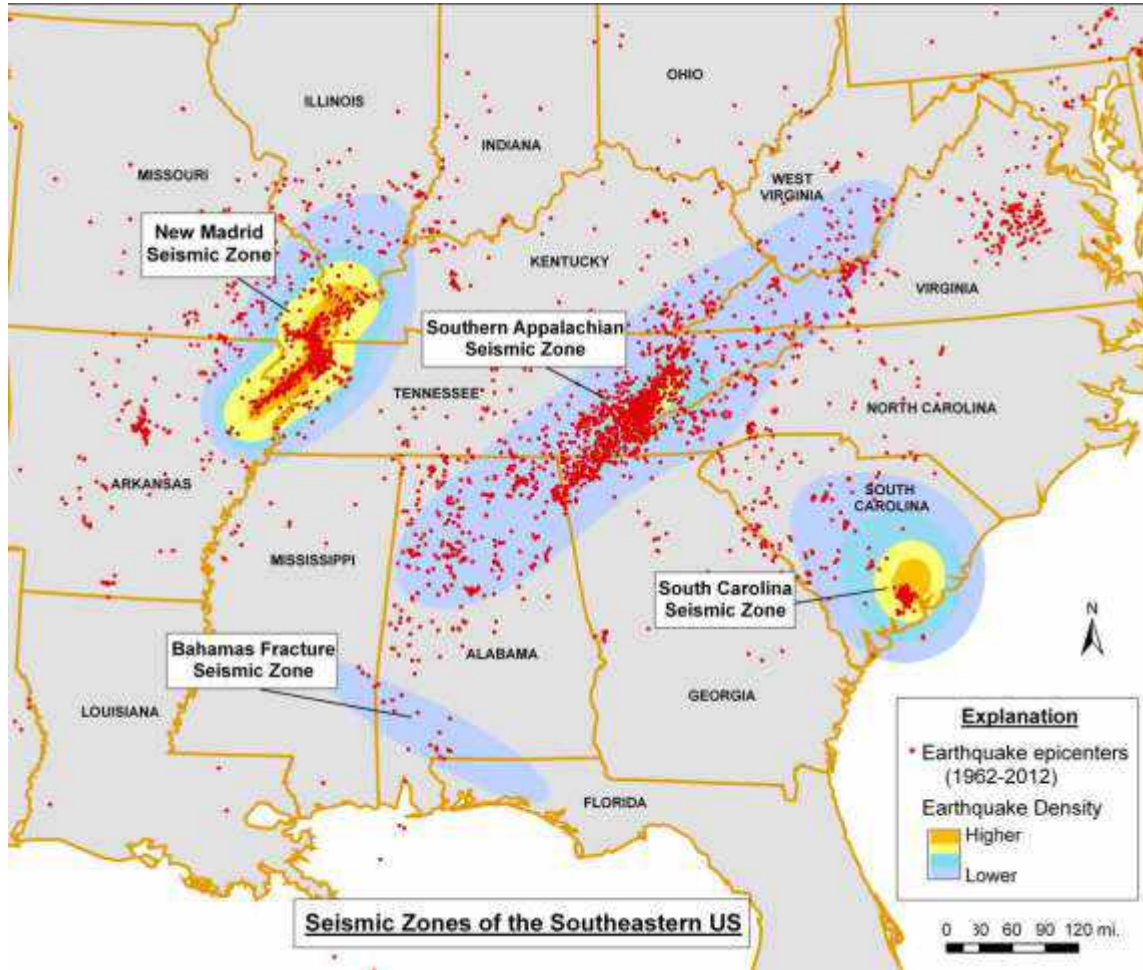 OHIO
ILLINOIS
INDIANA
MISSOURI
WEST
VIRGINIA
New Madrid
Seismic Zone
KENTUCKY
VIRGINIA
Southern Appalachian
Seismic Zone
TENNESSEE
NORTH CAROLINA
ARKANSAS
SOUTH
CAROLINA
MISSISSIPPI
South Carolina
Seismic Zone
N
Bahamas Fracture
Seismic Zone
ALABAMA
GEORGIA
LOUISIANA
FLORIDA
Explanation
Earthquake epicenters
(1962-2012)
Earthquake Density
Higher
Lower
Seismic Zones of the Southeastern US
0 30 60 90 120 mi.